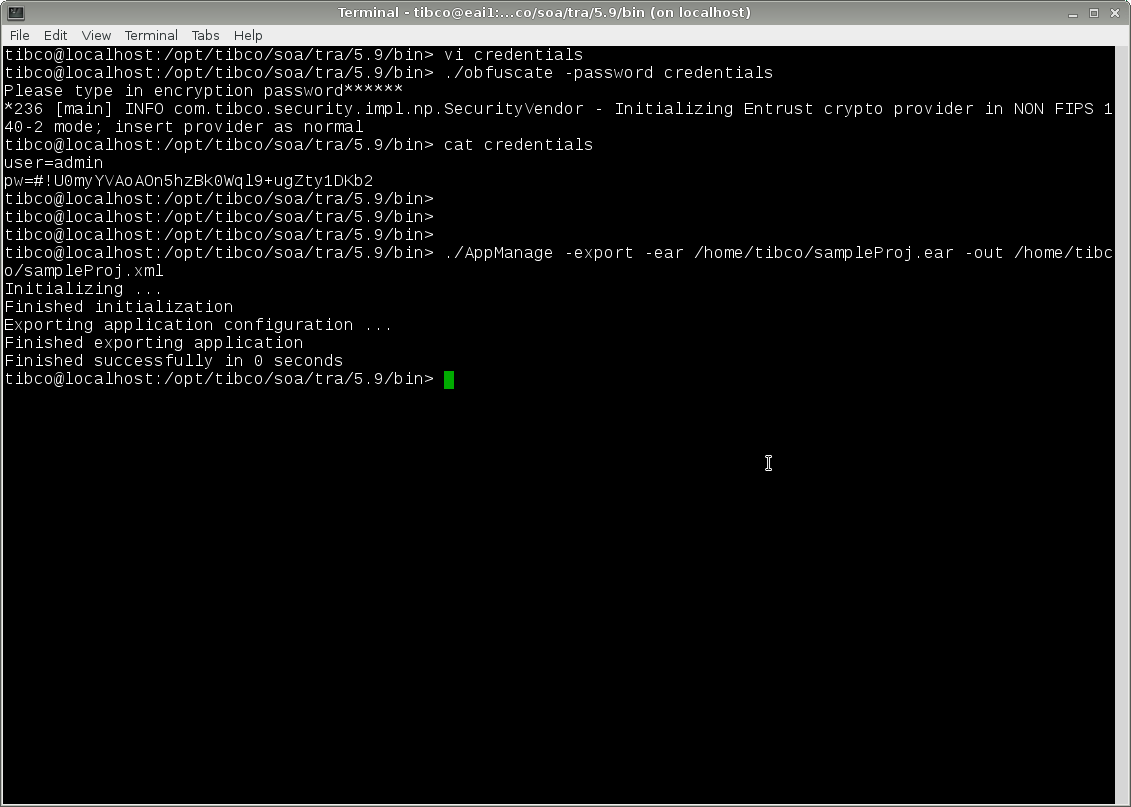 Terminal - tibco@eai1:...co/soa/tra/5.9/bin (on localhost)
File Edit View Terminal Tabs Help
tibco@localhost:/opt/tibco/soa/tra/5.9/bin> vi credentials
tibco@localhost:/opt/tibco/soa/tra/5.9/bin> ./obfuscate -password credentials
Please type in encryption password******
*236 [main] INFO com.tibco.security.impl.np.SecurityVendor - Initializing Entrust crypto provider in NON FIPS 1
40-2 mode; insert provider as normal
tibco@localhost:/opt/tibco/soa/tra/5.9/bin> cat credentials
user=admin
pw=#!U0myYVAoAOn5hzBk0Wql9+ugZty1DKb2
tibco@localhost:/opt/tibco/soa/tra/5.9/bin>
tibco@localhost:/opt/tibco/soa/tra/5.9/bin>
tibco@localhost:/opt/tibco/soa/tra/5.9/bin>
tibco@localhost:/opt/tibco/soa/tra/5.9/bin> ./AppManage -export -ear /home/tibco/sampleProj.ear -out /home/tibc
o/sampleProj.xml
Initializing ...
Finished initialization
Exporting application configuration ...
Finished exporting application
Finished successfully in 0 seconds
tibco@localhost:/opt/tibco/soa/tra/5.9/bin>